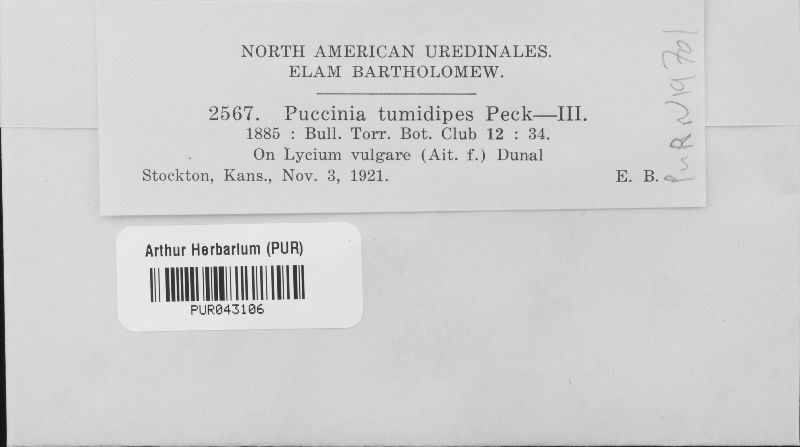 NORTH AMERICAN UREDINALES.
ELAM BARTHOLOMEW.
2567. Puccinia tumidipes Peck—III.
1885 : Bull. Torr. Bot. Club 12 : 34.
On Lycium vulgare (Ait. f.) Dunal
Stockton, Kans., Nov. 3, 1921. E. B.
PUR N19701
Arthur Herbarium (PUR)
PUR043106